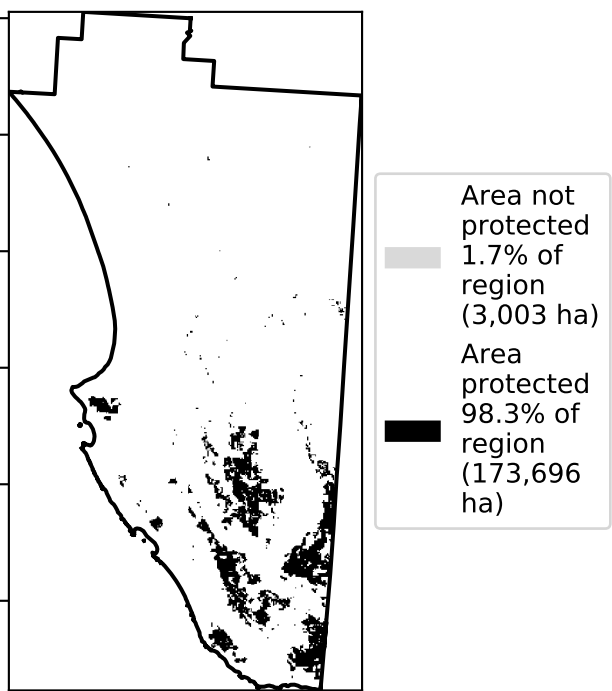 Area not
protected
1.7% of
region
(3,003 ha)
Area
protected
98.3% of
region
(173,696
ha)